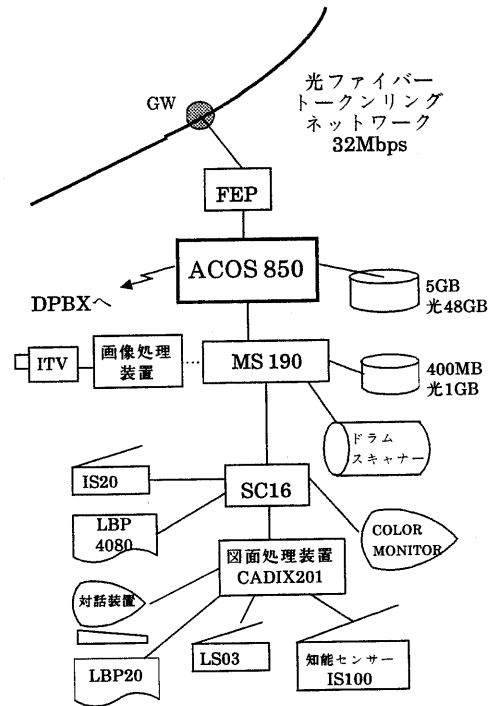 GW
光ファイバー
トークンリング
ネットワーク
32Mbps
FEP
ACOS 850
DPBXへ
5GB
光48GB
ITV
画像処理
装置
MS 190
400MB
光1GB
ドラム
スキャナー
IS20
SC16
LBP
4080
COLOR
MONITOR
図面処理装置
CADIX201
対話装置
LBP20
LS03
知能センサー
IS100